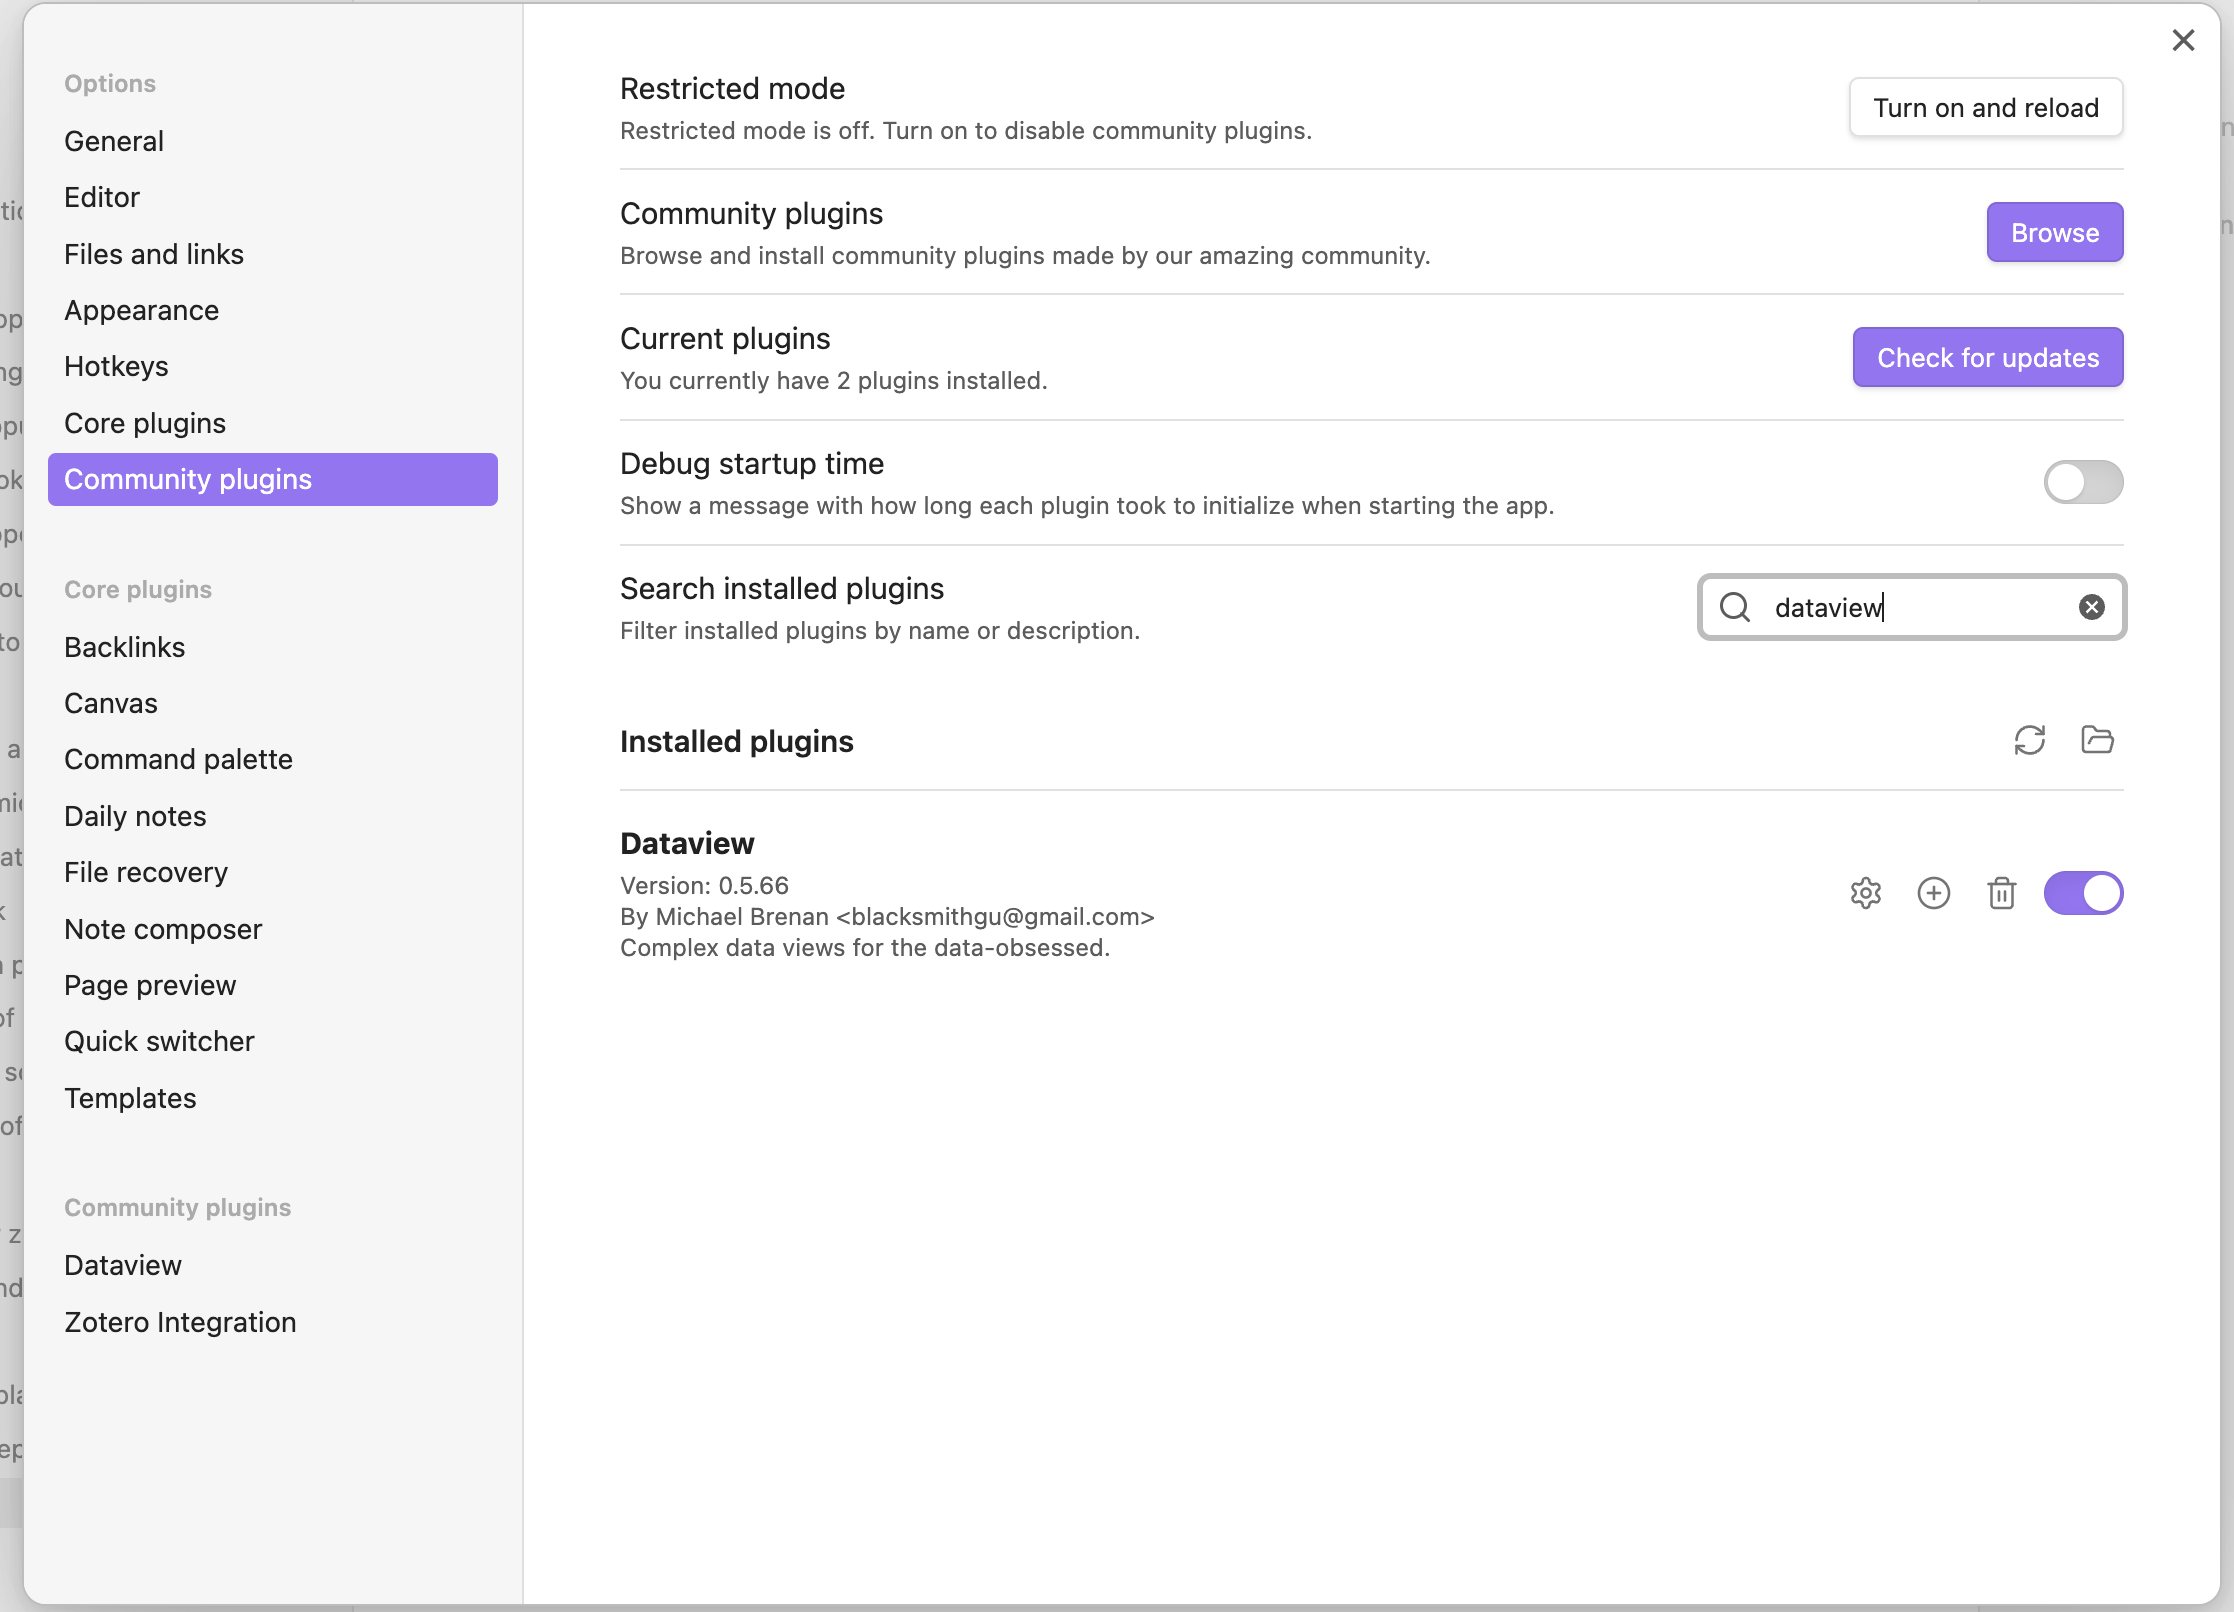 Options
General
Editor
Files and links
Appearance
Hotkeys
Core plugins
Community plugins
Core plugins
Backlinks
Canvas
Command palette
Daily notes
File recovery
Note composer
Page preview
Quick switcher
Templates
Community plugins
Dataview
Zotero Integration
Restricted mode
Restricted mode is off. Turn on to disable community plugins.
Turn on and reload
Community plugins
Browse and install community plugins made by our amazing community.
Browse
Current plugins
You currently have 2 plugins installed.
Check for updates
Debug startup time
Show a message with how long each plugin took to initialize when starting the app.
Search installed plugins
Filter installed plugins by name or description.
dataview
Installed plugins
Dataview
Version: 0.5.66
By Michael Brenan <blacksmithgu@gmail.com>
Complex data views for the data-obsessed.